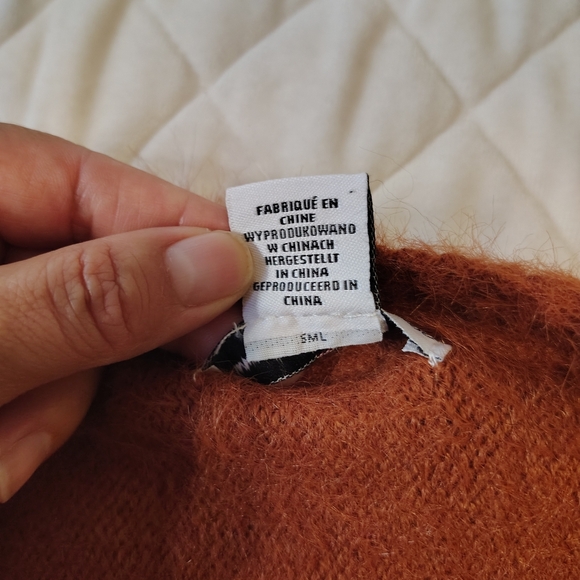 FABRIQUÉ EN
CHINE
WYPRODUKOWANO
W CHINACH
HERGESTELLT
IN CHINA
GEPRODUCEERD IN
CHINA
SML